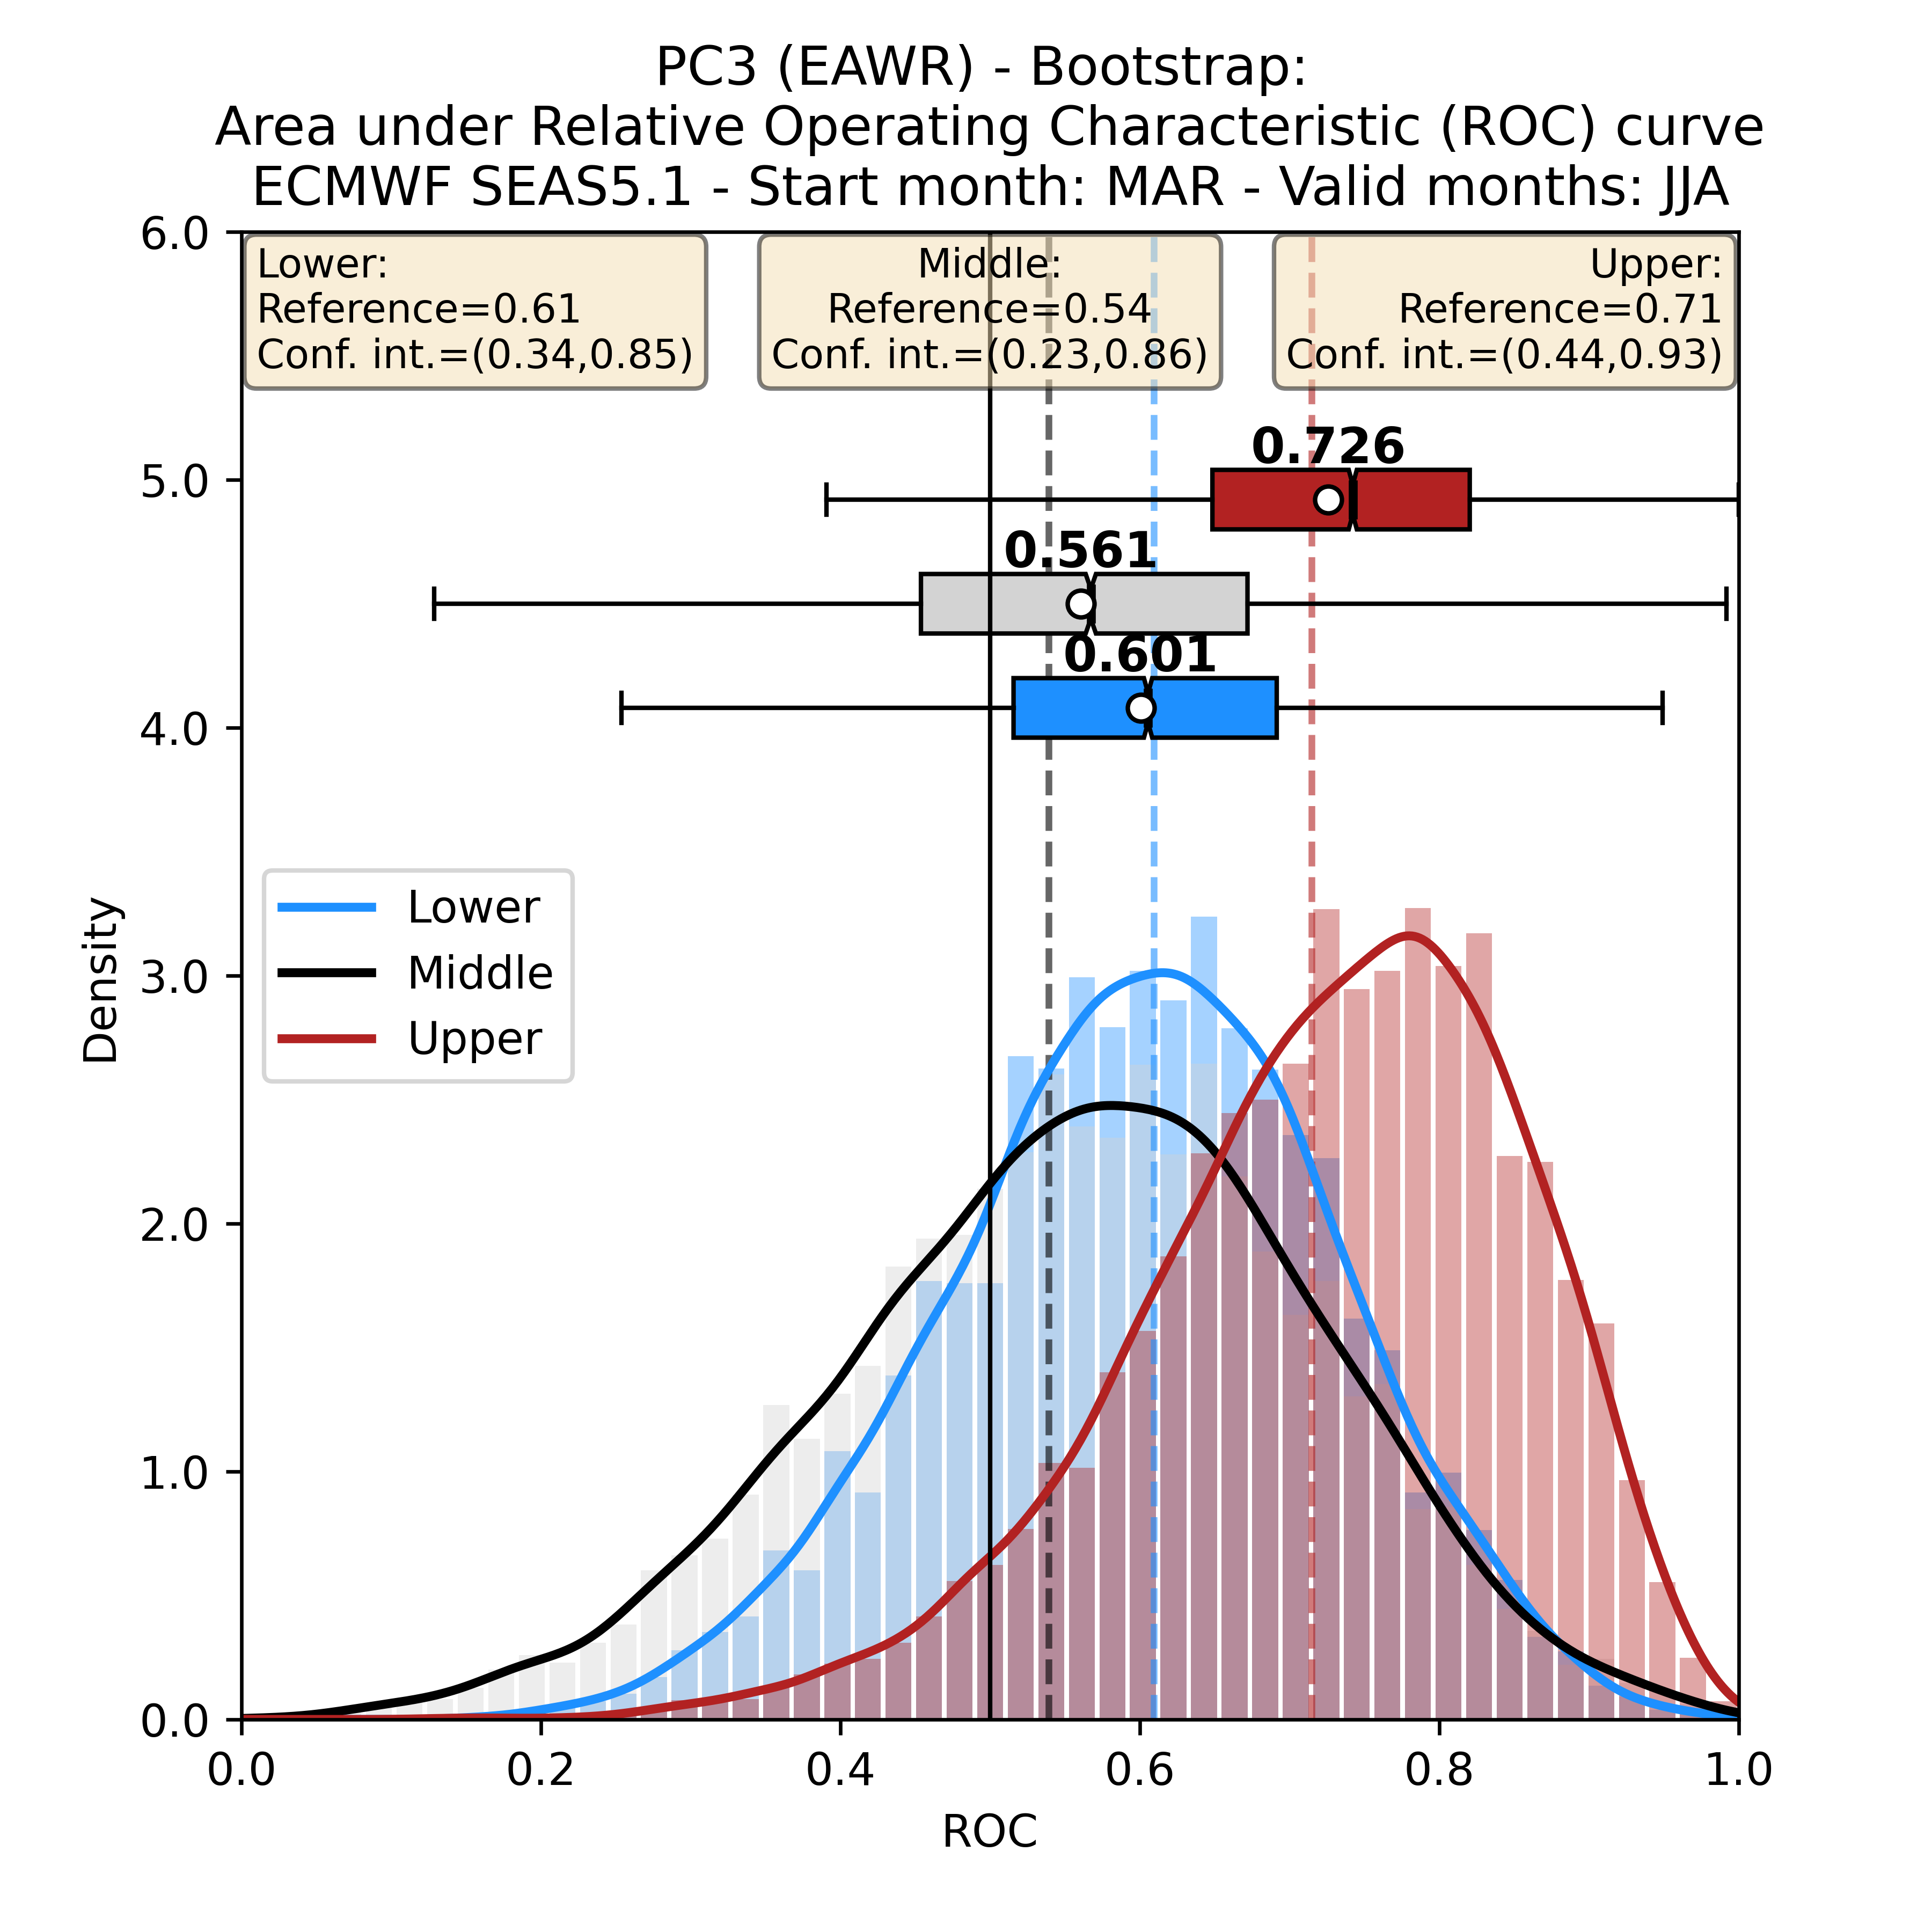 PC3 (EAWR) - Bootstrap:
Area under Relative Operating Characteristic (ROC) curve
ECMWF SEAS5.1 - Start month: MAR - Valid months: JJA
Lower:
Reference=0.61
Conf. int.=(0.34,0.85)
Middle:
Reference=0.54
Conf. int.=(0.23,0.86)
Upper:
Reference=0.71
Conf. int.=(0.44,0.93)
0.726
0.561
0.601
6.0
5.0
4.0
3.0
2.0
1.0
0.0
Density
Lower
Middle
Upper
0.0
0.2
0.4
0.6
0.8
1.0
ROC